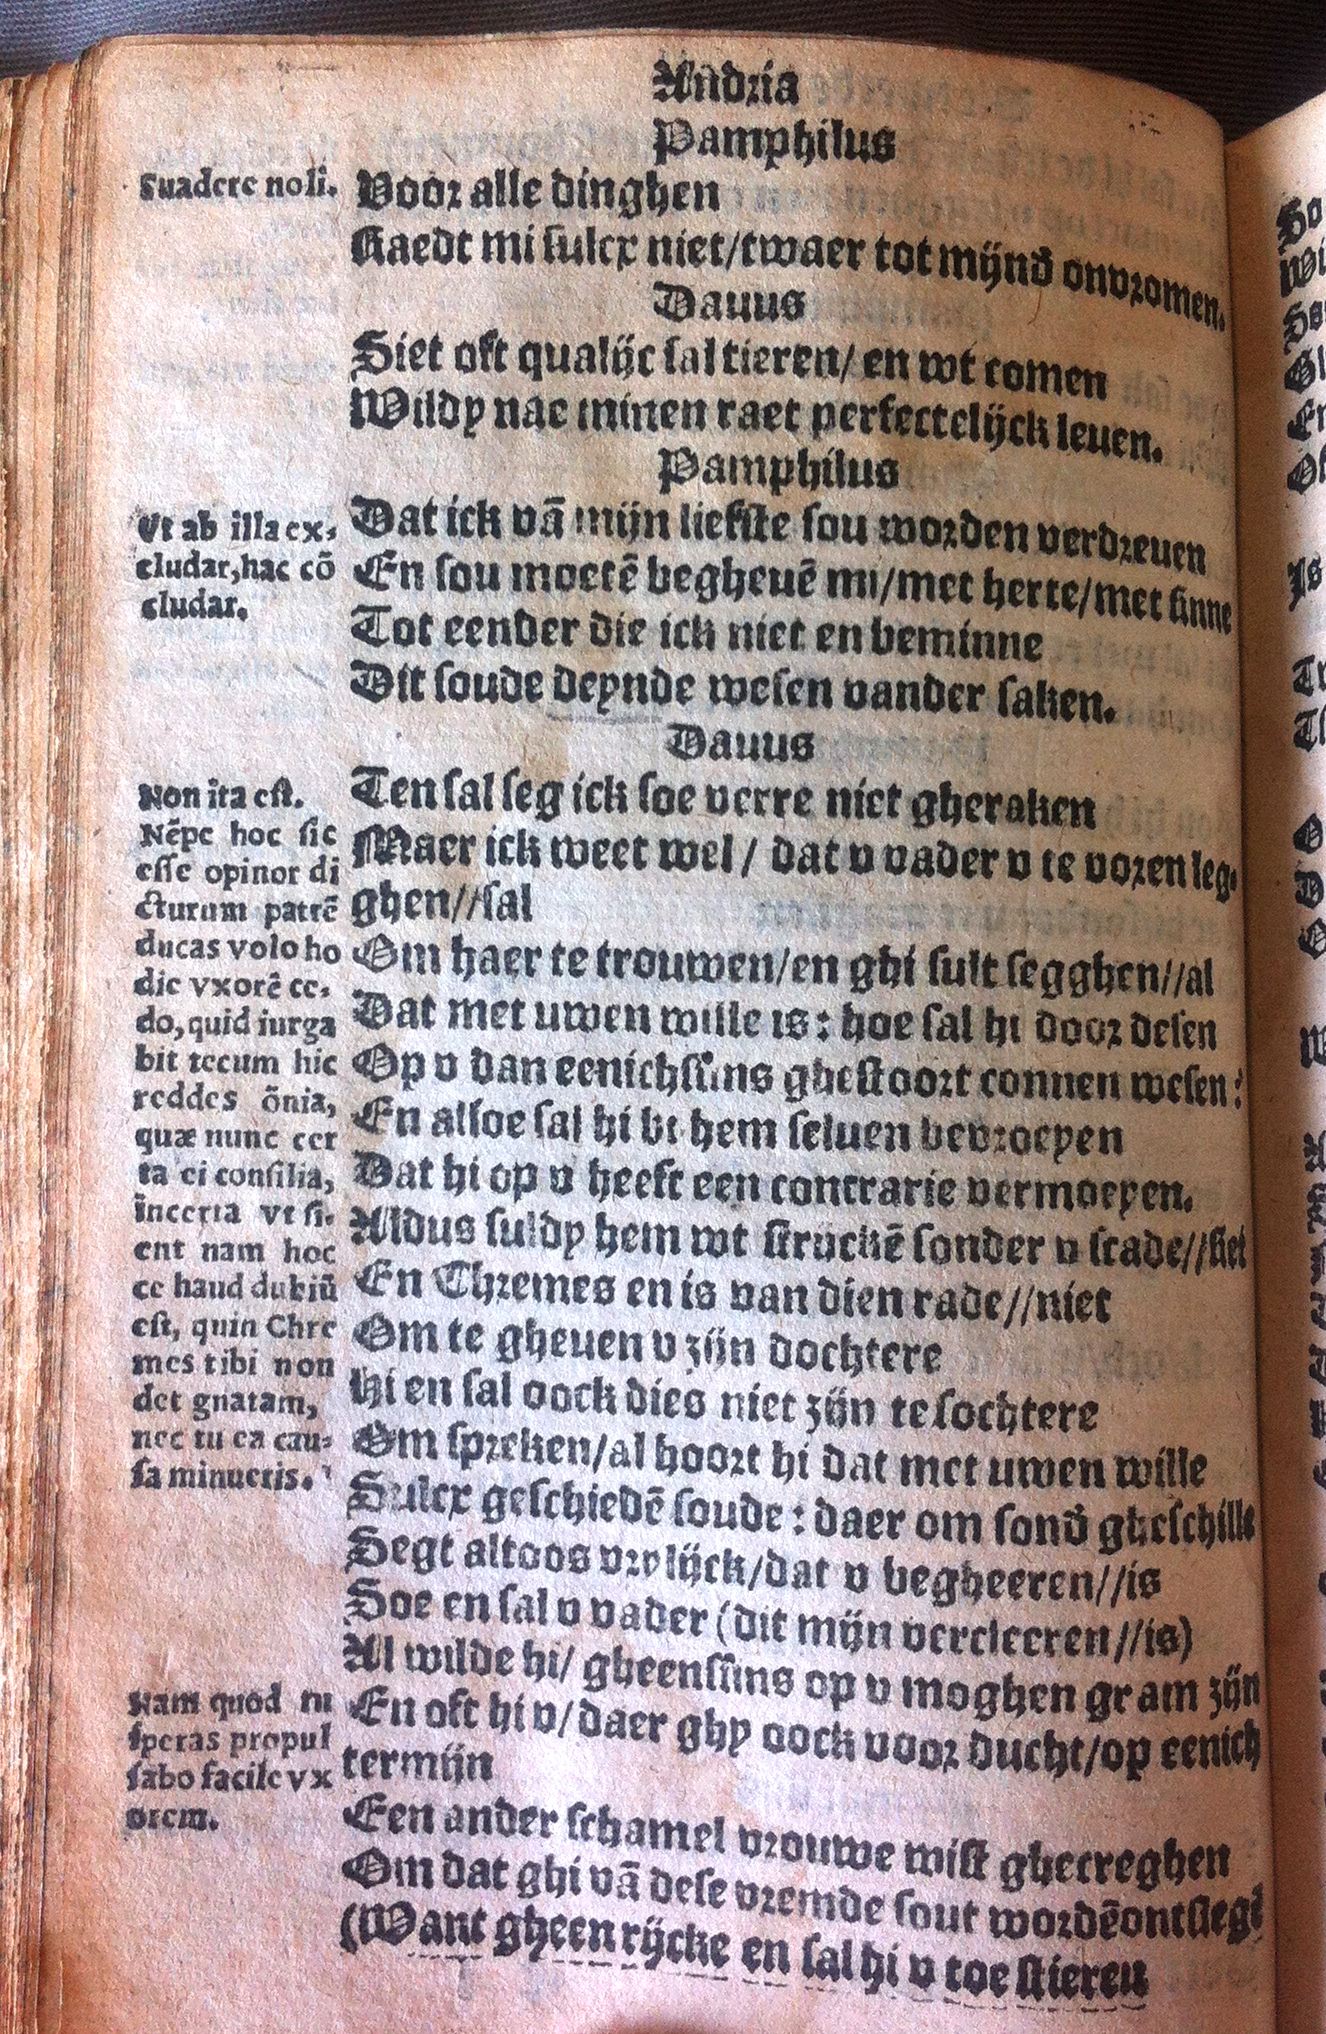 Andria
Pamphilus
Suadere noli.
Voor alle dinghen
Raedt mi sulcx niet/twaer tot mijnd̄ onvromen.
Dauus
Siet oft qualijc sal tieren/ en wt comen
Wildy nae minen raet perfectelijck leuen.
Pamphilus
Vt ab illa ex-
cludar,hac cō
cludar.
Dat ick vā mijn liefste sou worden verdreuen
En sou moetē begheuē mi/met herte/met sinne
Tot eender die ick niet en beminne
Dit soude deynde wesen vander saken.
Dauus
Non ita est.
Nēpe hoc sic
esse opinor di
cturum patrē
ducas volo ho
die vxorē ce-
do,quid iurga
bit tecum hic
reddes ōnia,
quæ nunc cer
ta ei consilia,
incerta vt si-
ent nam hoc
ce haud dubiū
est, quin Chre
mes tibi non
det gnatam,
nec tu ea cau-
sa minueris.
Ten sal seg ick soe verre niet gheraken
Maer ick weet wel / dat v vader v te voren leg-
ghen//sal
Om haer te trouwen/en ghi sult segghen//al
Dat met uwen wille is: hoe sal hi door desen
Op v dan eenichsīns ghestoort connen wesen:
En alsoe sal hi bi hem seluen bevroeyen
Dat hi op v heeft een contrarie vermoeyen.
Aldus suldy hem wt struckē sonder v scade//siet
En Chremes en is van dien rade//niet
Om te gheuen v zijn dochtere
Hi en sal oock dies niet zijn te sochtere
Om spreken/al hoort hi dat met uwen wille
Sulcx geschiedē soude: daer om sond̄ gheschille
Segt altoos vrylijck/dat v begheeren//is
Soe en sal v vader (dit mijn vercleeren//is)
Al wilde hi/ gheensīns op v moghen gram zijn
Nam quod tu
speras propul
sabo facile vx
orem.
En oft hi v/daer ghy oock voor ducht/op eenich
termijn
Een ander schamel vrouwe wist ghecreghen
Om dat ghi vā dese vremde sout wordē ontslegē
(Want gheen rijcke en sal hi v toe stieren